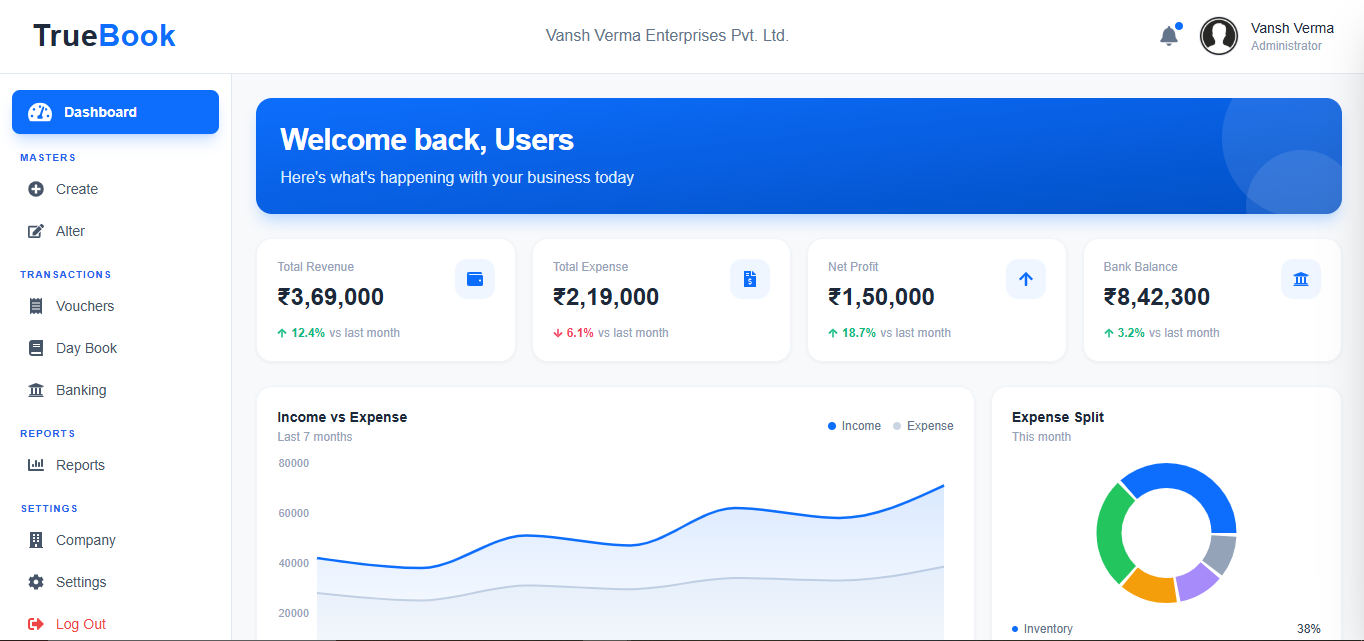 TrueBook
Vansh Verma Enterprises Pvt. Ltd.
Vansh Verma
Administrator
Dashboard
MASTERS
Create
Alter
TRANSACTIONS
Vouchers
Day Book
Banking
REPORTS
Reports
SETTINGS
Company
Settings
Log Out
Welcome back, Users
Here's what's happening with your business today
Total Revenue
₹3,69,000
12.4% vs last month
Total Expense
₹2,19,000
6.1% vs last month
Net Profit
₹1,50,000
18.7% vs last month
Bank Balance
₹8,42,300
3.2% vs last month
Income vs Expense
Last 7 months
Income
Expense
80000
60000
40000
20000
Expense Split
This month
Inventory 38%